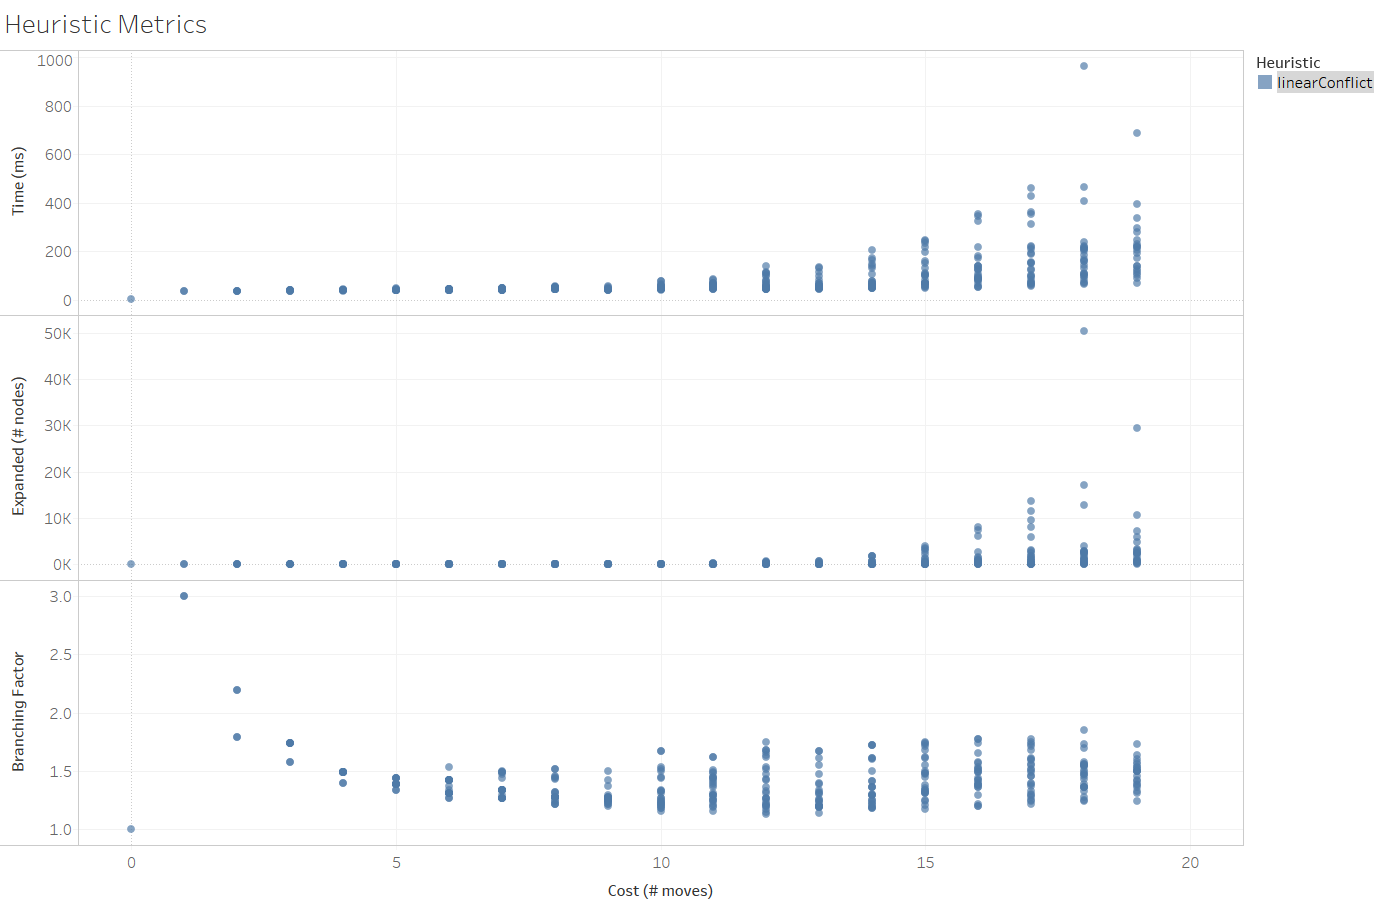 Heuristic Metrics
Heuristic
linearConflict
Time (ms)
1000
800
600
400
200
0
Expanded (# nodes)
50K
40K
30K
20K
10K
0K
Branching Factor
3.0
2.5
2.0
1.5
1.0
0 5 10 15 20
Cost (# moves)